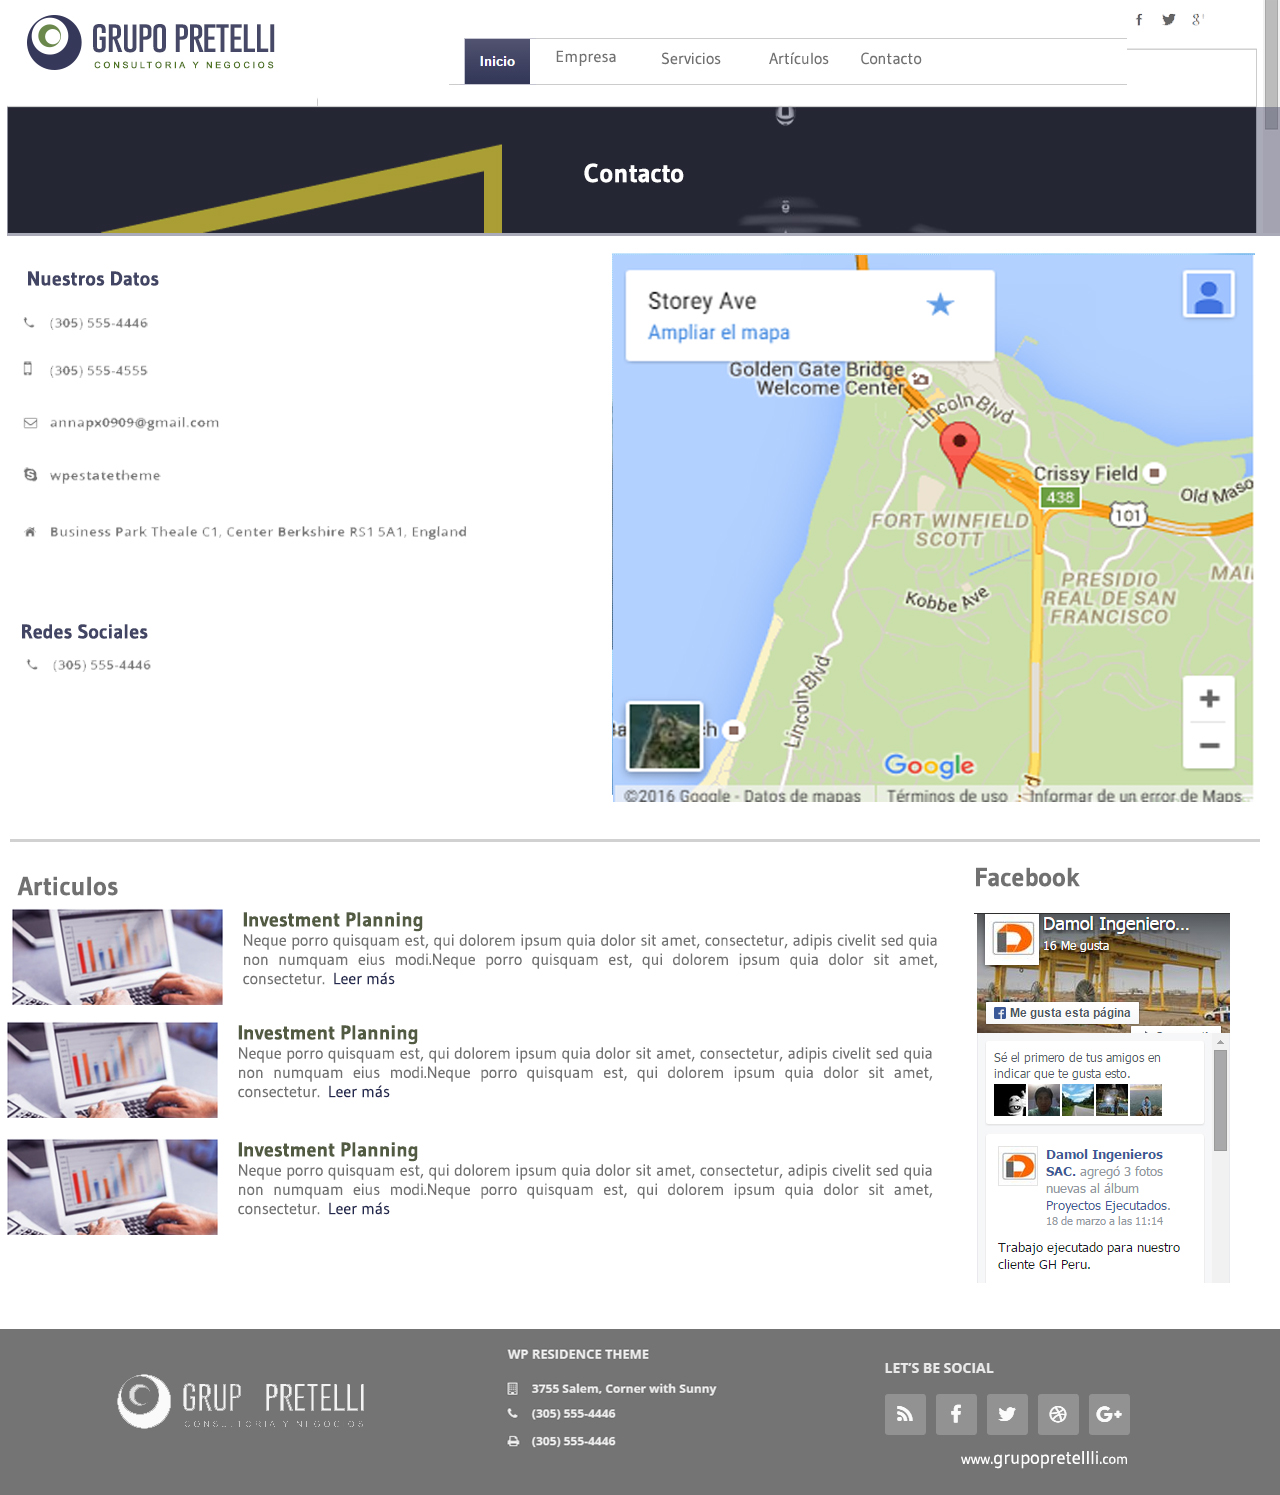 GRUPO PRETELLI
CONSULTORIA Y NEGOCIOS
Inicio
Empresa
Servicios
Artículos
Contacto
Contacto
Nuestros Datos
(305) 555-4446
(305) 555-4555
annapx0909@gmail.com
wpestatetheme
Business Park Theale C1, Center Berkshire RS1 5A1, England
Redes Sociales
(305) 555-4446
Storey Ave
Ampliar el mapa
Golden Gate Bridge
Welcome Center
Lincoln Blvd
Crissy Field
438
Old Maso
101
FORT WINFIELD
SCOTT
PRESIDIO
REAL DE SAN
FRANCISCO
MAI
Kobbe Ave
Lincoln Blvd
Ba
ch
Blvd
Google
©2016 Google - Datos de mapas
Términos de uso
Informar de un error de Maps
Articulos
Investment Planning
Neque porro quisquam est, qui dolorem ipsum quia dolor sit amet, consectetur, adipis civelit sed quia
non numquam eius modi.Neque porro quisquam est, qui dolorem ipsum quia dolor sit amet,
consectetur. Leer más
Investment Planning
Neque porro quisquam est, qui dolorem ipsum quia dolor sit amet, consectetur, adipis civelit sed quia
non numquam eius modi.Neque porro quisquam est, qui dolorem ipsum quia dolor sit amet,
consectetur. Leer más
Investment Planning
Neque porro quisquam est, qui dolorem ipsum quia dolor sit amet, consectetur, adipis civelit sed quia
non numquam eius modi.Neque porro quisquam est, qui dolorem ipsum quia dolor sit amet,
consectetur. Leer más
Facebook
Damol Ingeniero...
16 Me gusta
Me gusta esta página
Sé el primero de tus amigos en
indicar que te gusta esto.
Damol Ingenieros
SAC. agregó 3 fotos
nuevas al álbum
Proyectos Ejecutados.
18 de marzo a las 11:14
Trabajo ejecutado para nuestro
cliente GH Peru.
GRUP PRETELLI
CONSULTORIA Y NEGOCIOS
WP RESIDENCE THEME
3755 Salem, Corner with Sunny
(305) 555-4446
(305) 555-4446
LET'S BE SOCIAL
www.grupopretellli.com